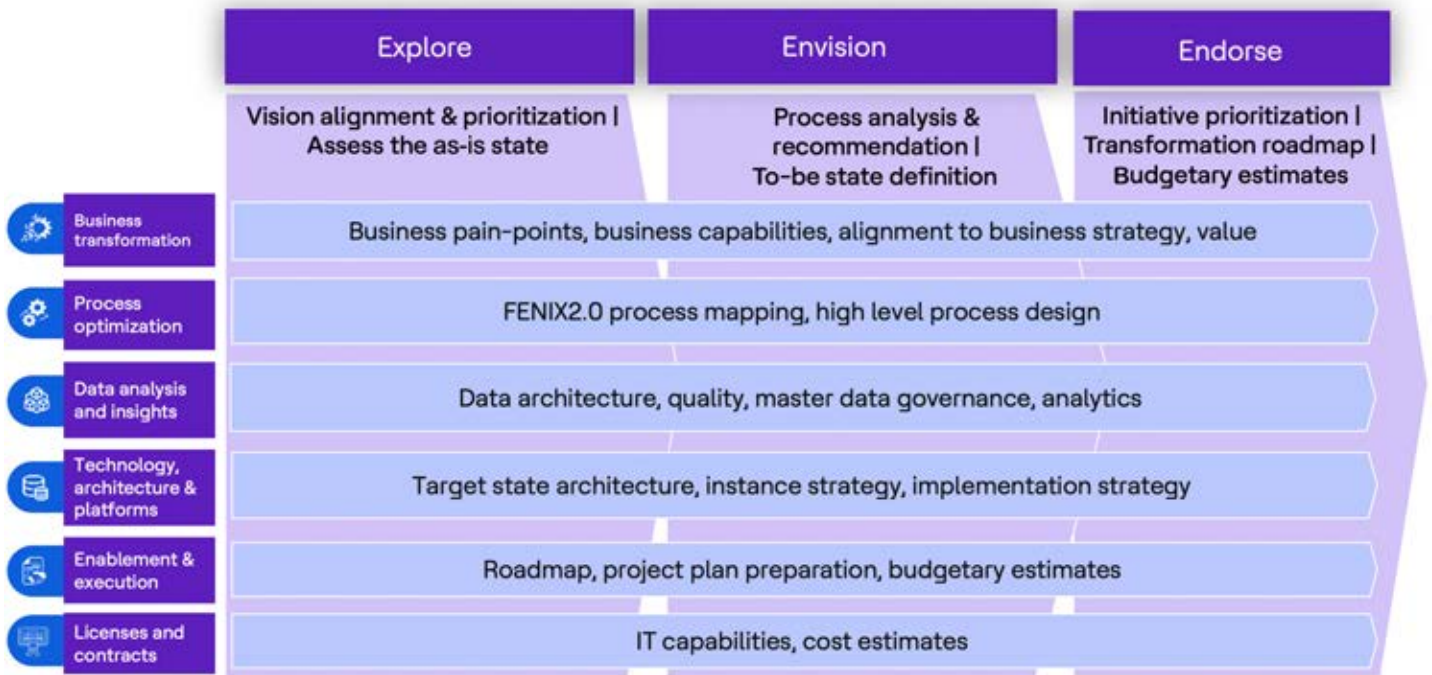 Explore
Envision
Endorse
Vision alignment & prioritization |
Assess the as-is state
Process analysis &
recommendation |
To-be state definition
Initiative prioritization |
Transformation roadmap |
Budgetary estimates
Business
transformation
Business pain-points, business capabilities, alignment to business strategy, value
Process
optimization
FENIX2.0 process mapping, high level process design
Data analysis
and insights
Data architecture, quality, master data governance, analytics
Technology,
architecture &
platforms
Target state architecture, instance strategy, implementation strategy
Enablement &
execution
Roadmap, project plan preparation, budgetary estimates
Licenses and
contracts
IT capabilities, cost estimates